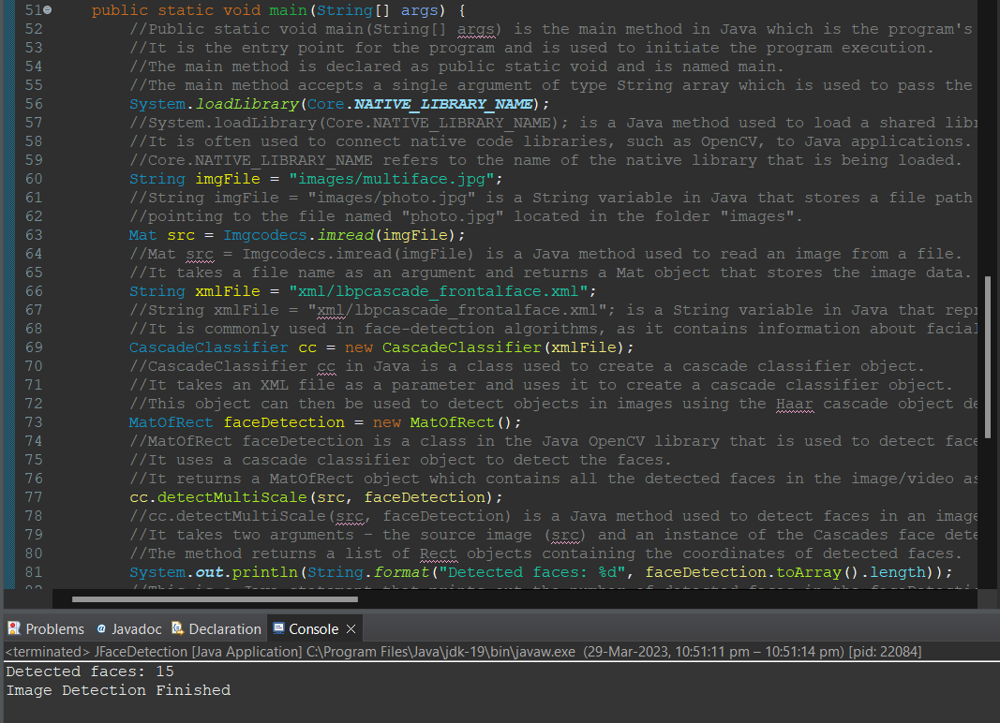 51 public static void main(String[] args) {
52 //Public static void main(String[] args) is the main method in Java which is the program's
53 //It is the entry point for the program and is used to initiate the program execution.
54 //The main method is declared as public static void and is named main.
55 //The main method accepts a single argument of type String array which is used to pass the
56 System.loadLibrary(Core.NATIVE_LIBRARY_NAME);
57 //System.loadLibrary(Core.NATIVE_LIBRARY_NAME); is a Java method used to load a shared libr
58 //It is often used to connect native code libraries, such as OpenCV, to Java applications.
59 //Core.NATIVE_LIBRARY_NAME refers to the name of the native library that is being loaded.
60 String imgFile = "images/multiface.jpg";
61 //String imgFile = "images/photo.jpg" is a String variable in Java that stores a file path
62 //pointing to the file named "photo.jpg" located in the folder "images".
63 Mat src = Imgcodecs.imread(imgFile);
64 //Mat src = Imgcodecs.imread(imgFile) is a Java method used to read an image from a file.
65 //It takes a file name as an argument and returns a Mat object that stores the image data.
66 String xmlFile = "xml/lbpcascade_frontalface.xml";
67 //String xmlFile = "xml/lbpcascade_frontalface.xml"; is a String variable in Java that repr
68 //It is commonly used in face-detection algorithms, as it contains information about facial
69 CascadeClassifier cc = new CascadeClassifier(xmlFile);
70 //CascadeClassifier cc in Java is a class used to create a cascade classifier object.
71 //It takes an XML file as a parameter and uses it to create a cascade classifier object.
72 //This object can then be used to detect objects in images using the Haar cascade object de
73 MatOfRect faceDetection = new MatOfRect();
74 //MatOfRect faceDetection is a class in the Java OpenCV library that is used to detect face
75 //It uses a cascade classifier object to detect the faces.
76 //It returns a MatOfRect object which contains all the detected faces in the image/video as
77 cc.detectMultiScale(src, faceDetection);
78 //cc.detectMultiScale(src, faceDetection) is a Java method used to detect faces in an image
79 //It takes two arguments - the source image (src) and an instance of the Cascades face dete
80 //The method returns a list of Rect objects containing the coordinates of detected faces.
81 System.out.println(String.format("Detected faces: %d", faceDetection.toArray().length));
Problems Javadoc Declaration Console
<terminated> JFaceDetection [Java Application] C:\Program Files\Java\jdk-19\bin\javaw.exe (29-Mar-2023, 10:51:11 pm – 10:51:14 pm) [pid: 22084]
Detected faces: 15
Image Detection Finished